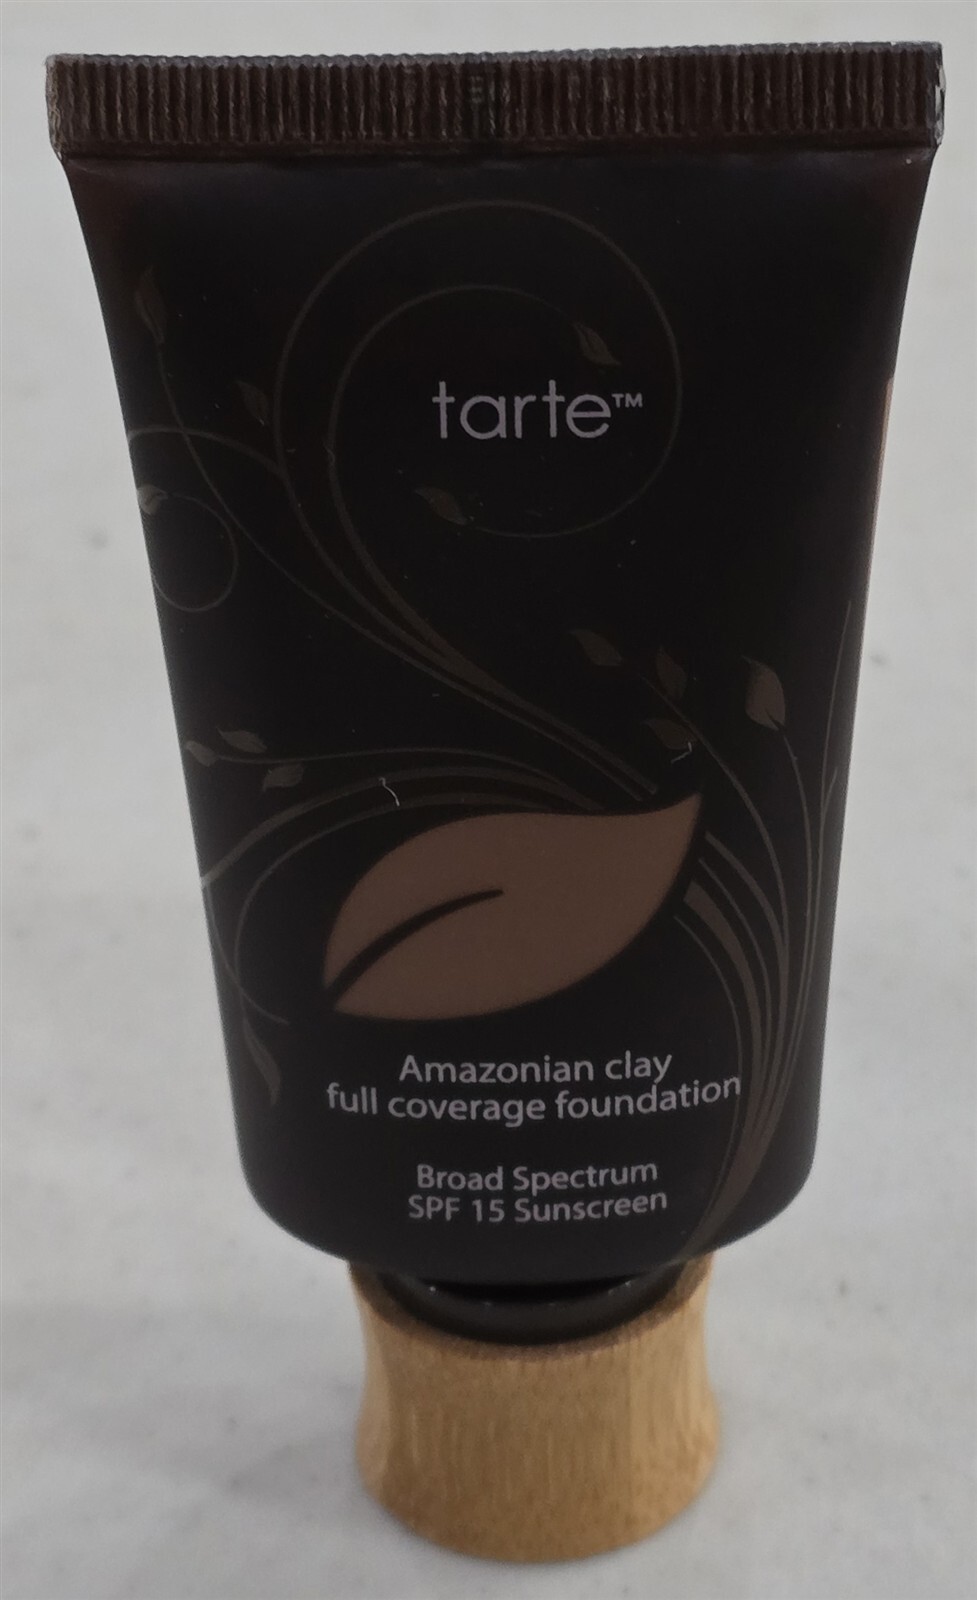 tarte™
Amazonian clay
full coverage foundation
Broad Spectrum
SPF 15 Sunscreen